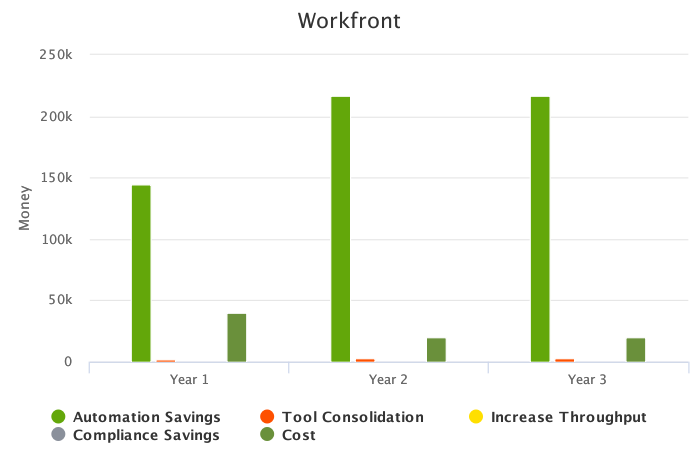 Workfront
250k
200k
150k
100k
50k
0
Money
Year 1 Year 2 Year 3
Automation Savings Tool Consolidation Increase Throughput
Compliance Savings Cost